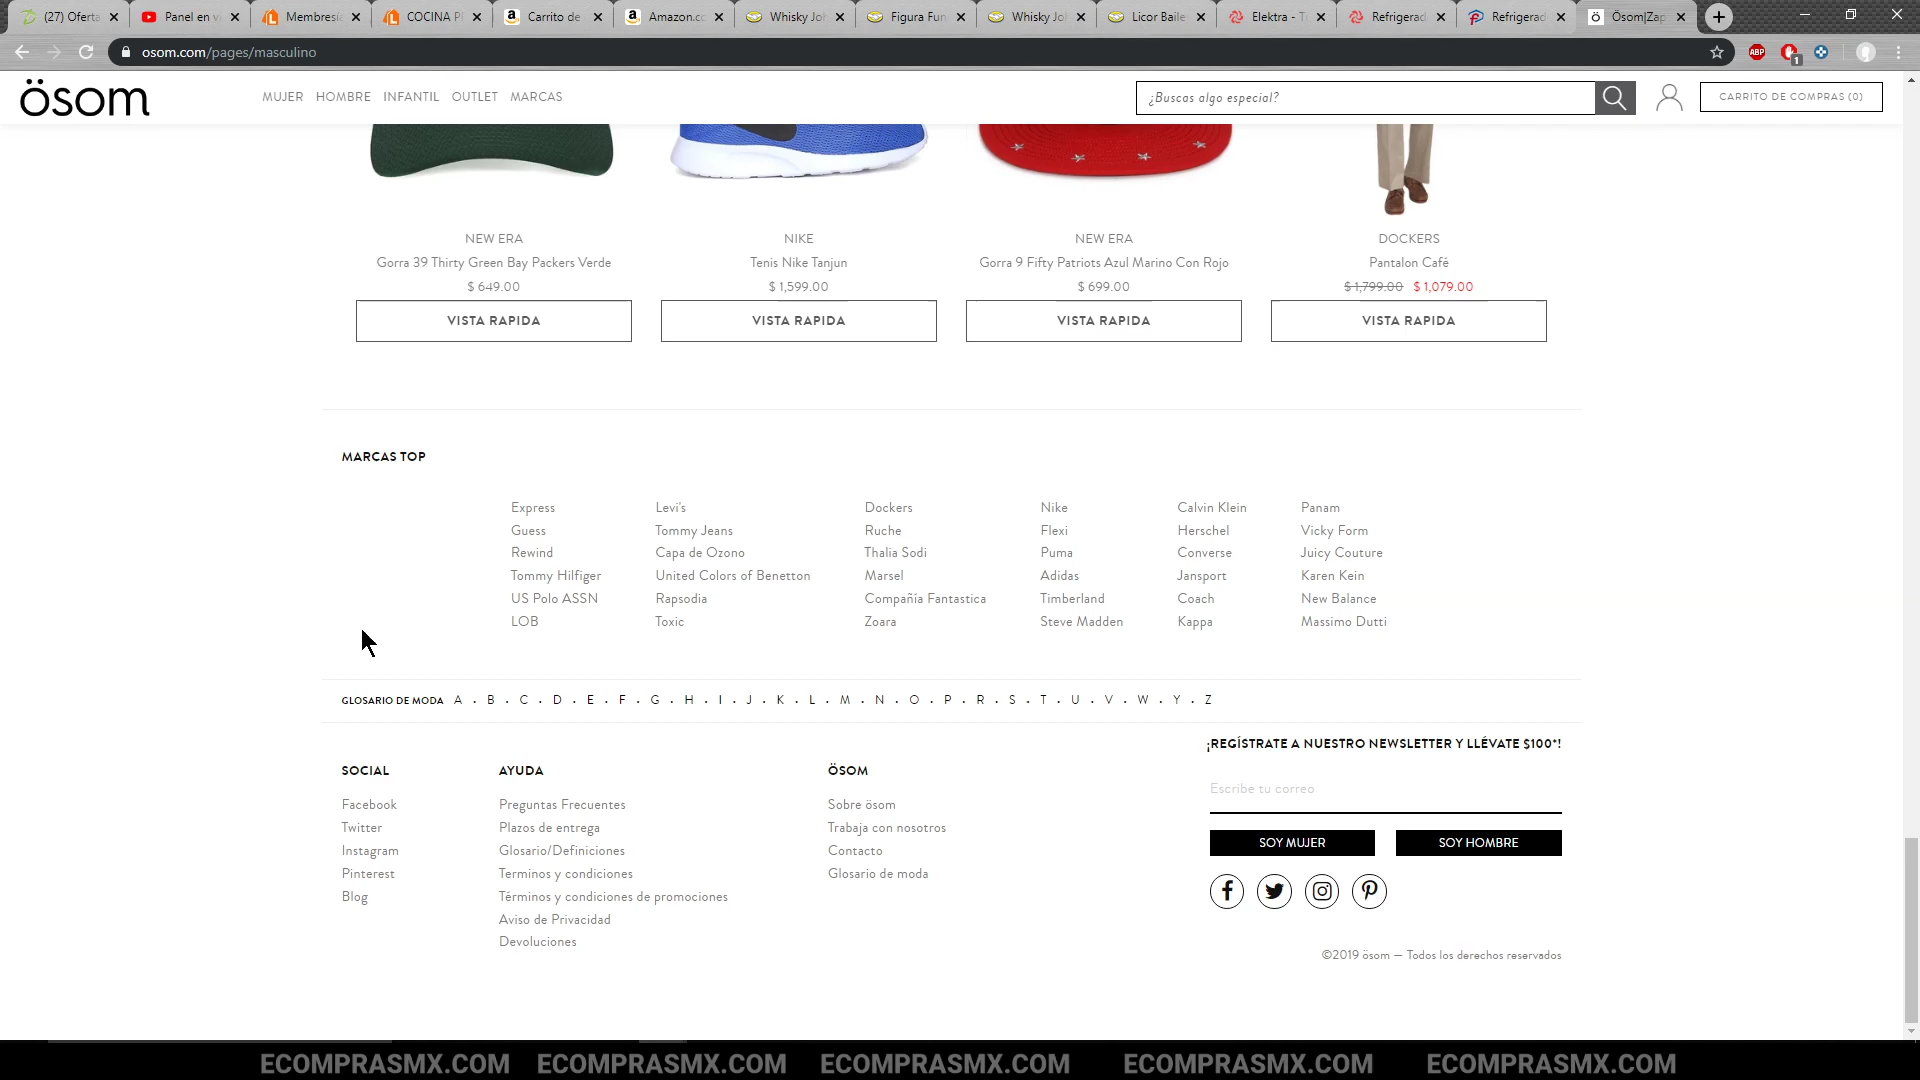 (27) Oferta
Panel en vi
Membresía
COCINA PI
Carrito de
Amazon.co
Whisky Joh
Figura Fun
Whisky Joh
Licor Baile
Elektra - Ti
Refrigerad
Refrigerad
Ösom|Zap
osom.com/pages/masculino
ABP
1
ösom
MUJER HOMBRE INFANTIL OUTLET MARCAS
¿Buscas algo especial?
CARRITO DE COMPRAS (0)
NEW ERA
Gorra 39 Thirty Green Bay Packers Verde
$ 649.00
VISTA RAPIDA
NIKE
Tenis Nike Tanjun
$ 1,599.00
VISTA RAPIDA
NEW ERA
Gorra 9 Fifty Patriots Azul Marino Con Rojo
$ 699.00
VISTA RAPIDA
DOCKERS
Pantalon Café
$ 1,799.00 $ 1,079.00
VISTA RAPIDA
MARCAS TOP
Express
Guess
Rewind
Tommy Hilfiger
US Polo ASSN
LOB
Levi's
Tommy Jeans
Capa de Ozono
United Colors of Benetton
Rapsodia
Toxic
Dockers
Ruche
Thalia Sodi
Marsel
Compañía Fantastica
Zoara
Nike
Flexi
Puma
Adidas
Timberland
Steve Madden
Calvin Klein
Herschel
Converse
Jansport
Coach
Kappa
Panam
Vicky Form
Juicy Couture
Karen Kein
New Balance
Massimo Dutti
GLOSARIO DE MODA A . B . C . D . E . F . G . H . I . J . K . L . M . N . O . P . R . S . T . U . V . W . Y . Z
SOCIAL
Facebook
Twitter
Instagram
Pinterest
Blog
AYUDA
Preguntas Frecuentes
Plazos de entrega
Glosario/Definiciones
Terminos y condiciones
Términos y condiciones de promociones
Aviso de Privacidad
Devoluciones
ÖSOM
Sobre ösom
Trabaja con nosotros
Contacto
Glosario de moda
¡REGÍSTRATE A NUESTRO NEWSLETTER Y LLÉVATE $100*!
Escribe tu correo
SOY MUJER
SOY HOMBRE
©2019 ösom — Todos los derechos reservados
ECOMPRASMX.COM ECOMPRASMX.COM ECOMPRASMX.COM ECOMPRASMX.COM ECOMPRASMX.COM